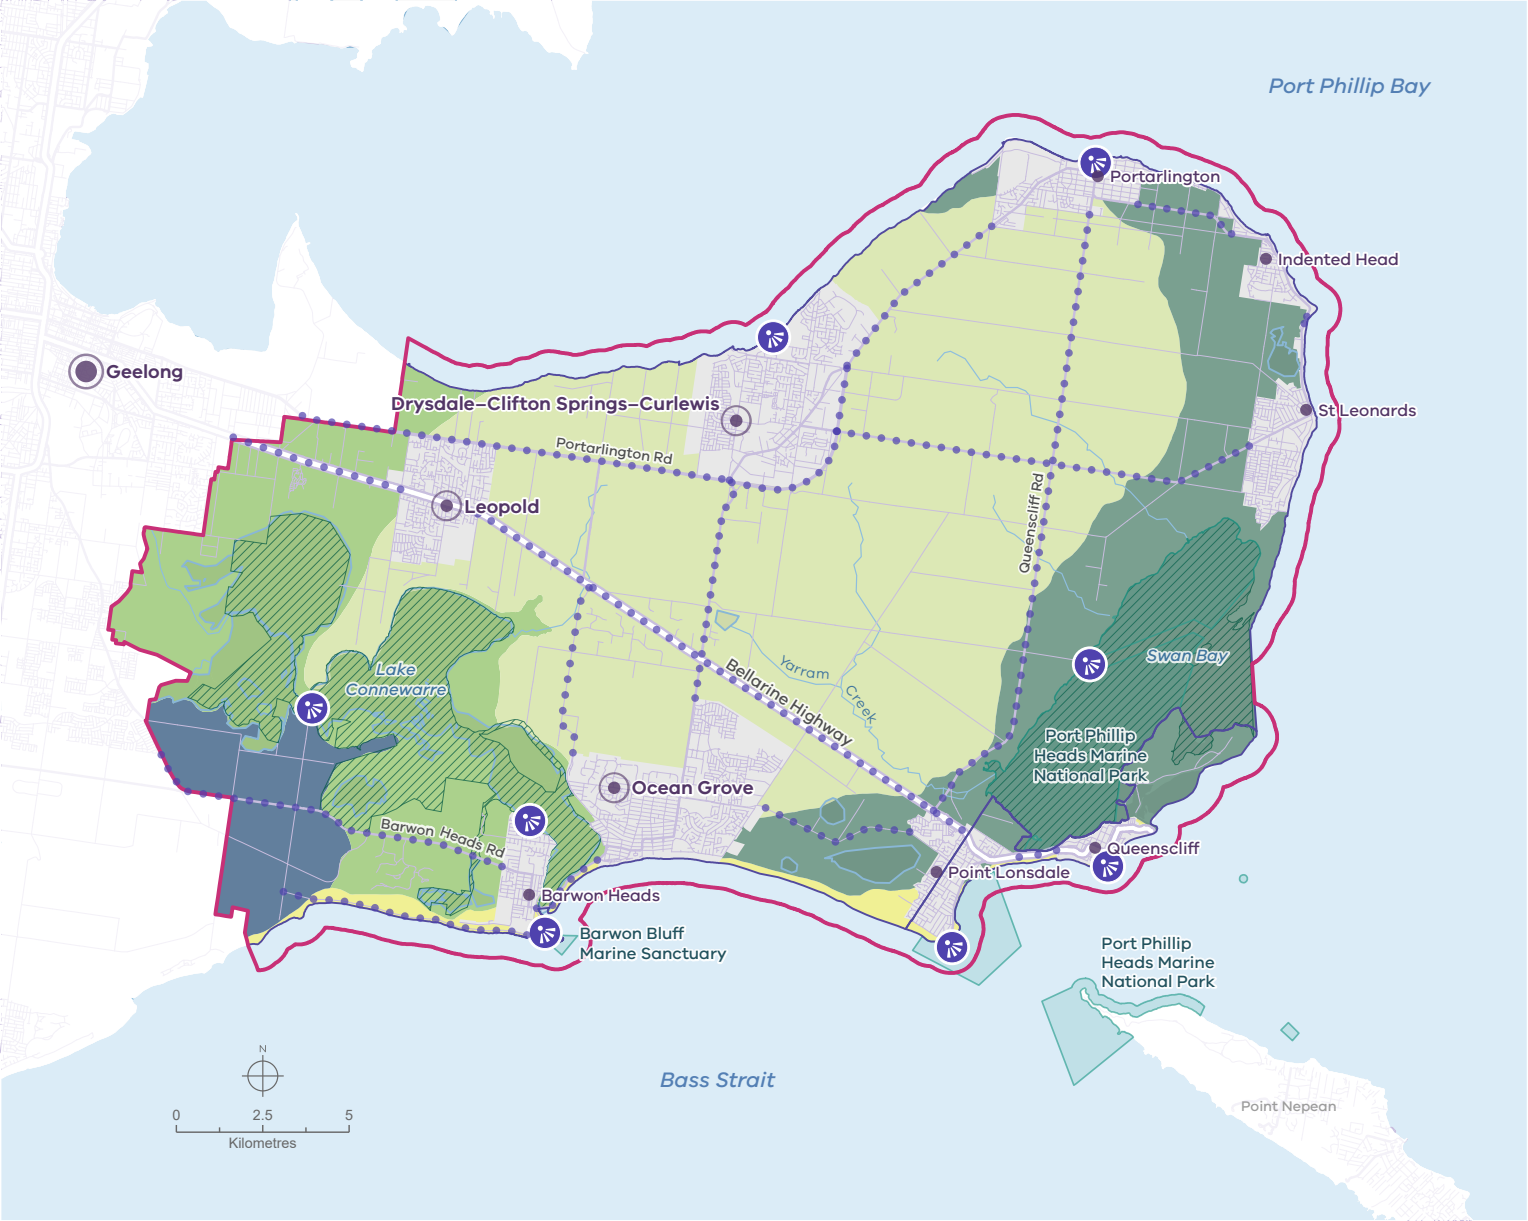 Port Phillip Bay
Portarlington
Indented Head
Geelong
Drysdale–Clifton Springs–Curlewis
St Leonards
Portarlington Rd
Leopold
Queenscliff Rd
Swan Bay
Lake
Connewarre
Yarram
Creek
Bellarine Highway
Port Phillip
Heads Marine
National Park
Ocean Grove
Barwon Heads Rd
Queenscliff
Point Lonsdale
Barwon Heads
Barwon Bluff
Marine Sanctuary
Port Phillip
Heads Marine
National Park
N
Bass Strait
0 2.5 5
Kilometres
Point Nepean